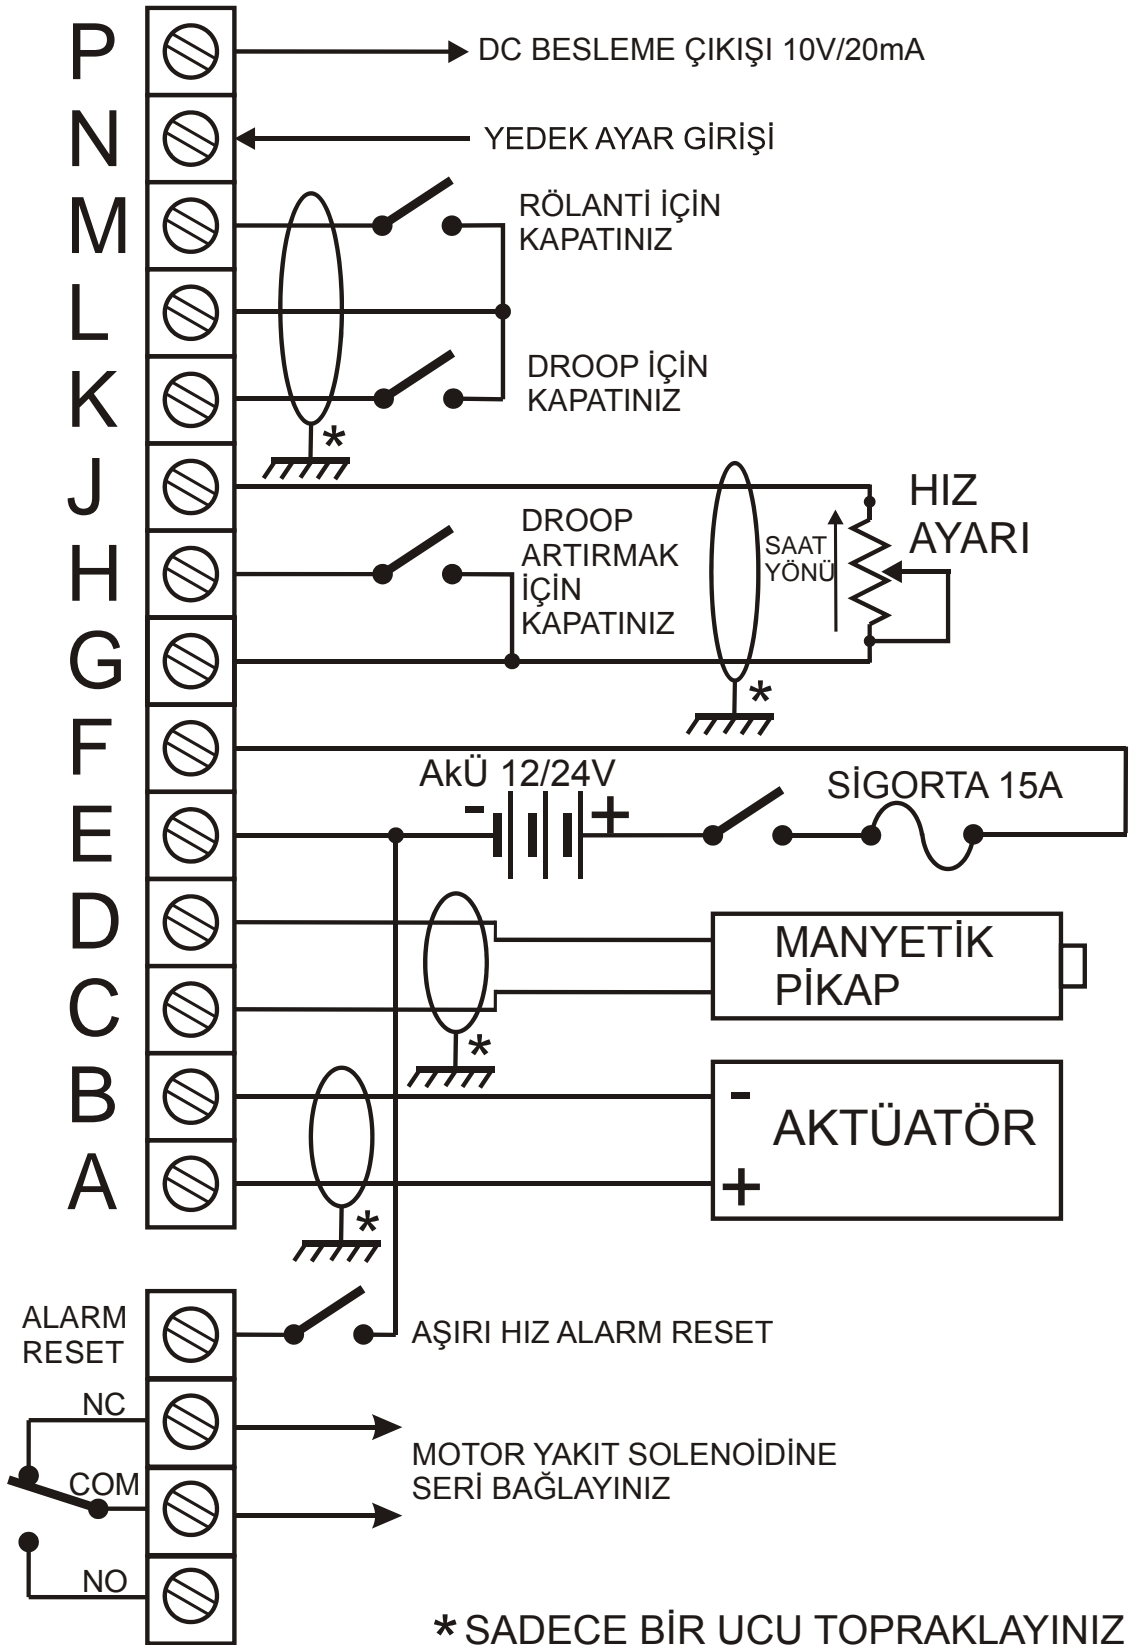 P
DC BESLEME ÇIKIŞI 10V/20mA
N
YEDEK AYAR GİRİŞİ
M
RÖLANTİ İÇİN
KAPATINIZ
L
K
DROOP İÇİN
KAPATINIZ
*
J
HIZ
AYARI
DROOP
ARTIRMAK
İÇİN
KAPATINIZ
SAAT
YÖNÜ
H
G
*
F
AkÜ 12/24V
- +
SİGORTA 15A
E
D
MANYETİK
PİKAP
C
*
B
-
AKTÜATÖR
A
+
*
ALARM
RESET
AŞIRI HIZ ALARM RESET
NC
MOTOR YAKIT SOLENOİDİNE
SERİ BAĞLAYINIZ
COM
NO
* SADECE BİR UCU TOPRAKLAYINIZ